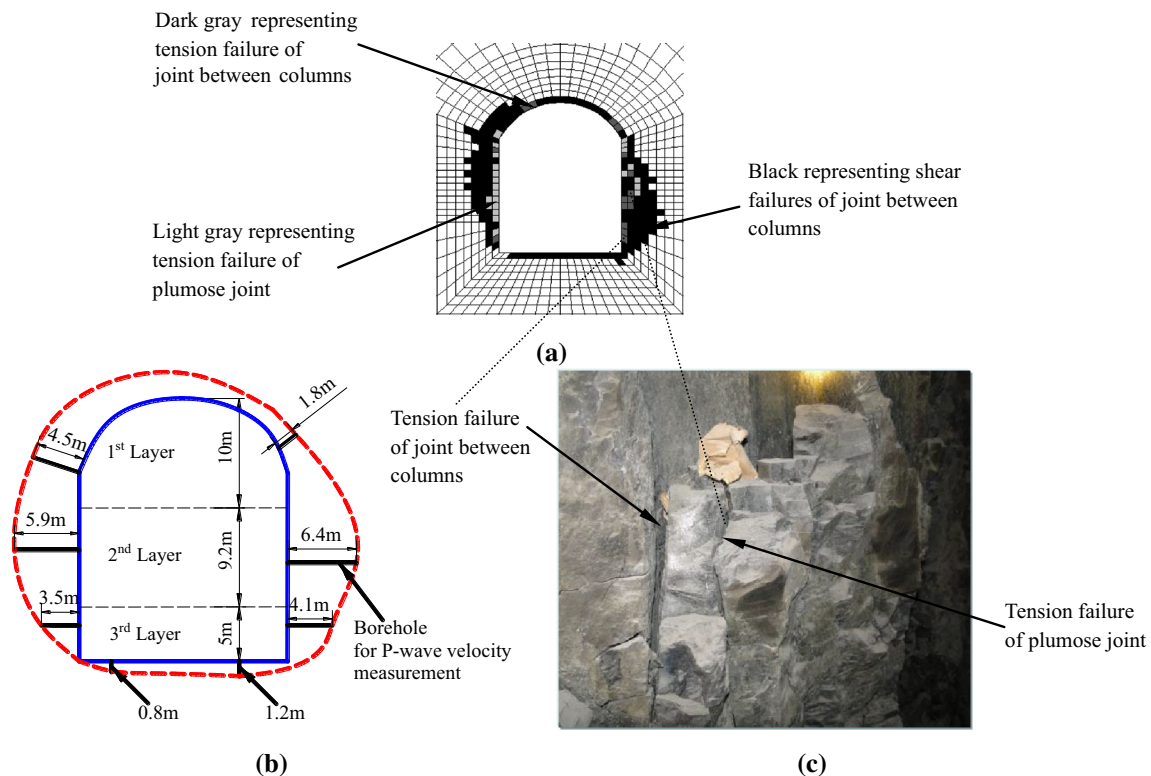 Dark gray representing
tension failure of
joint between columns
Black representing shear
failures of joint between
columns
Light gray representing
tension failure of
plumose joint
(a)
1.8m
4.5m
1st Layer
10m
5.9m
2nd Layer
9.2m
6.4m
3.5m
3rd Layer
5m
4.1m
Borehole
for P-wave velocity
measurement
0.8m
1.2m
(b)
Tension failure
of joint between
columns
Tension failure
of plumose joint
(c)